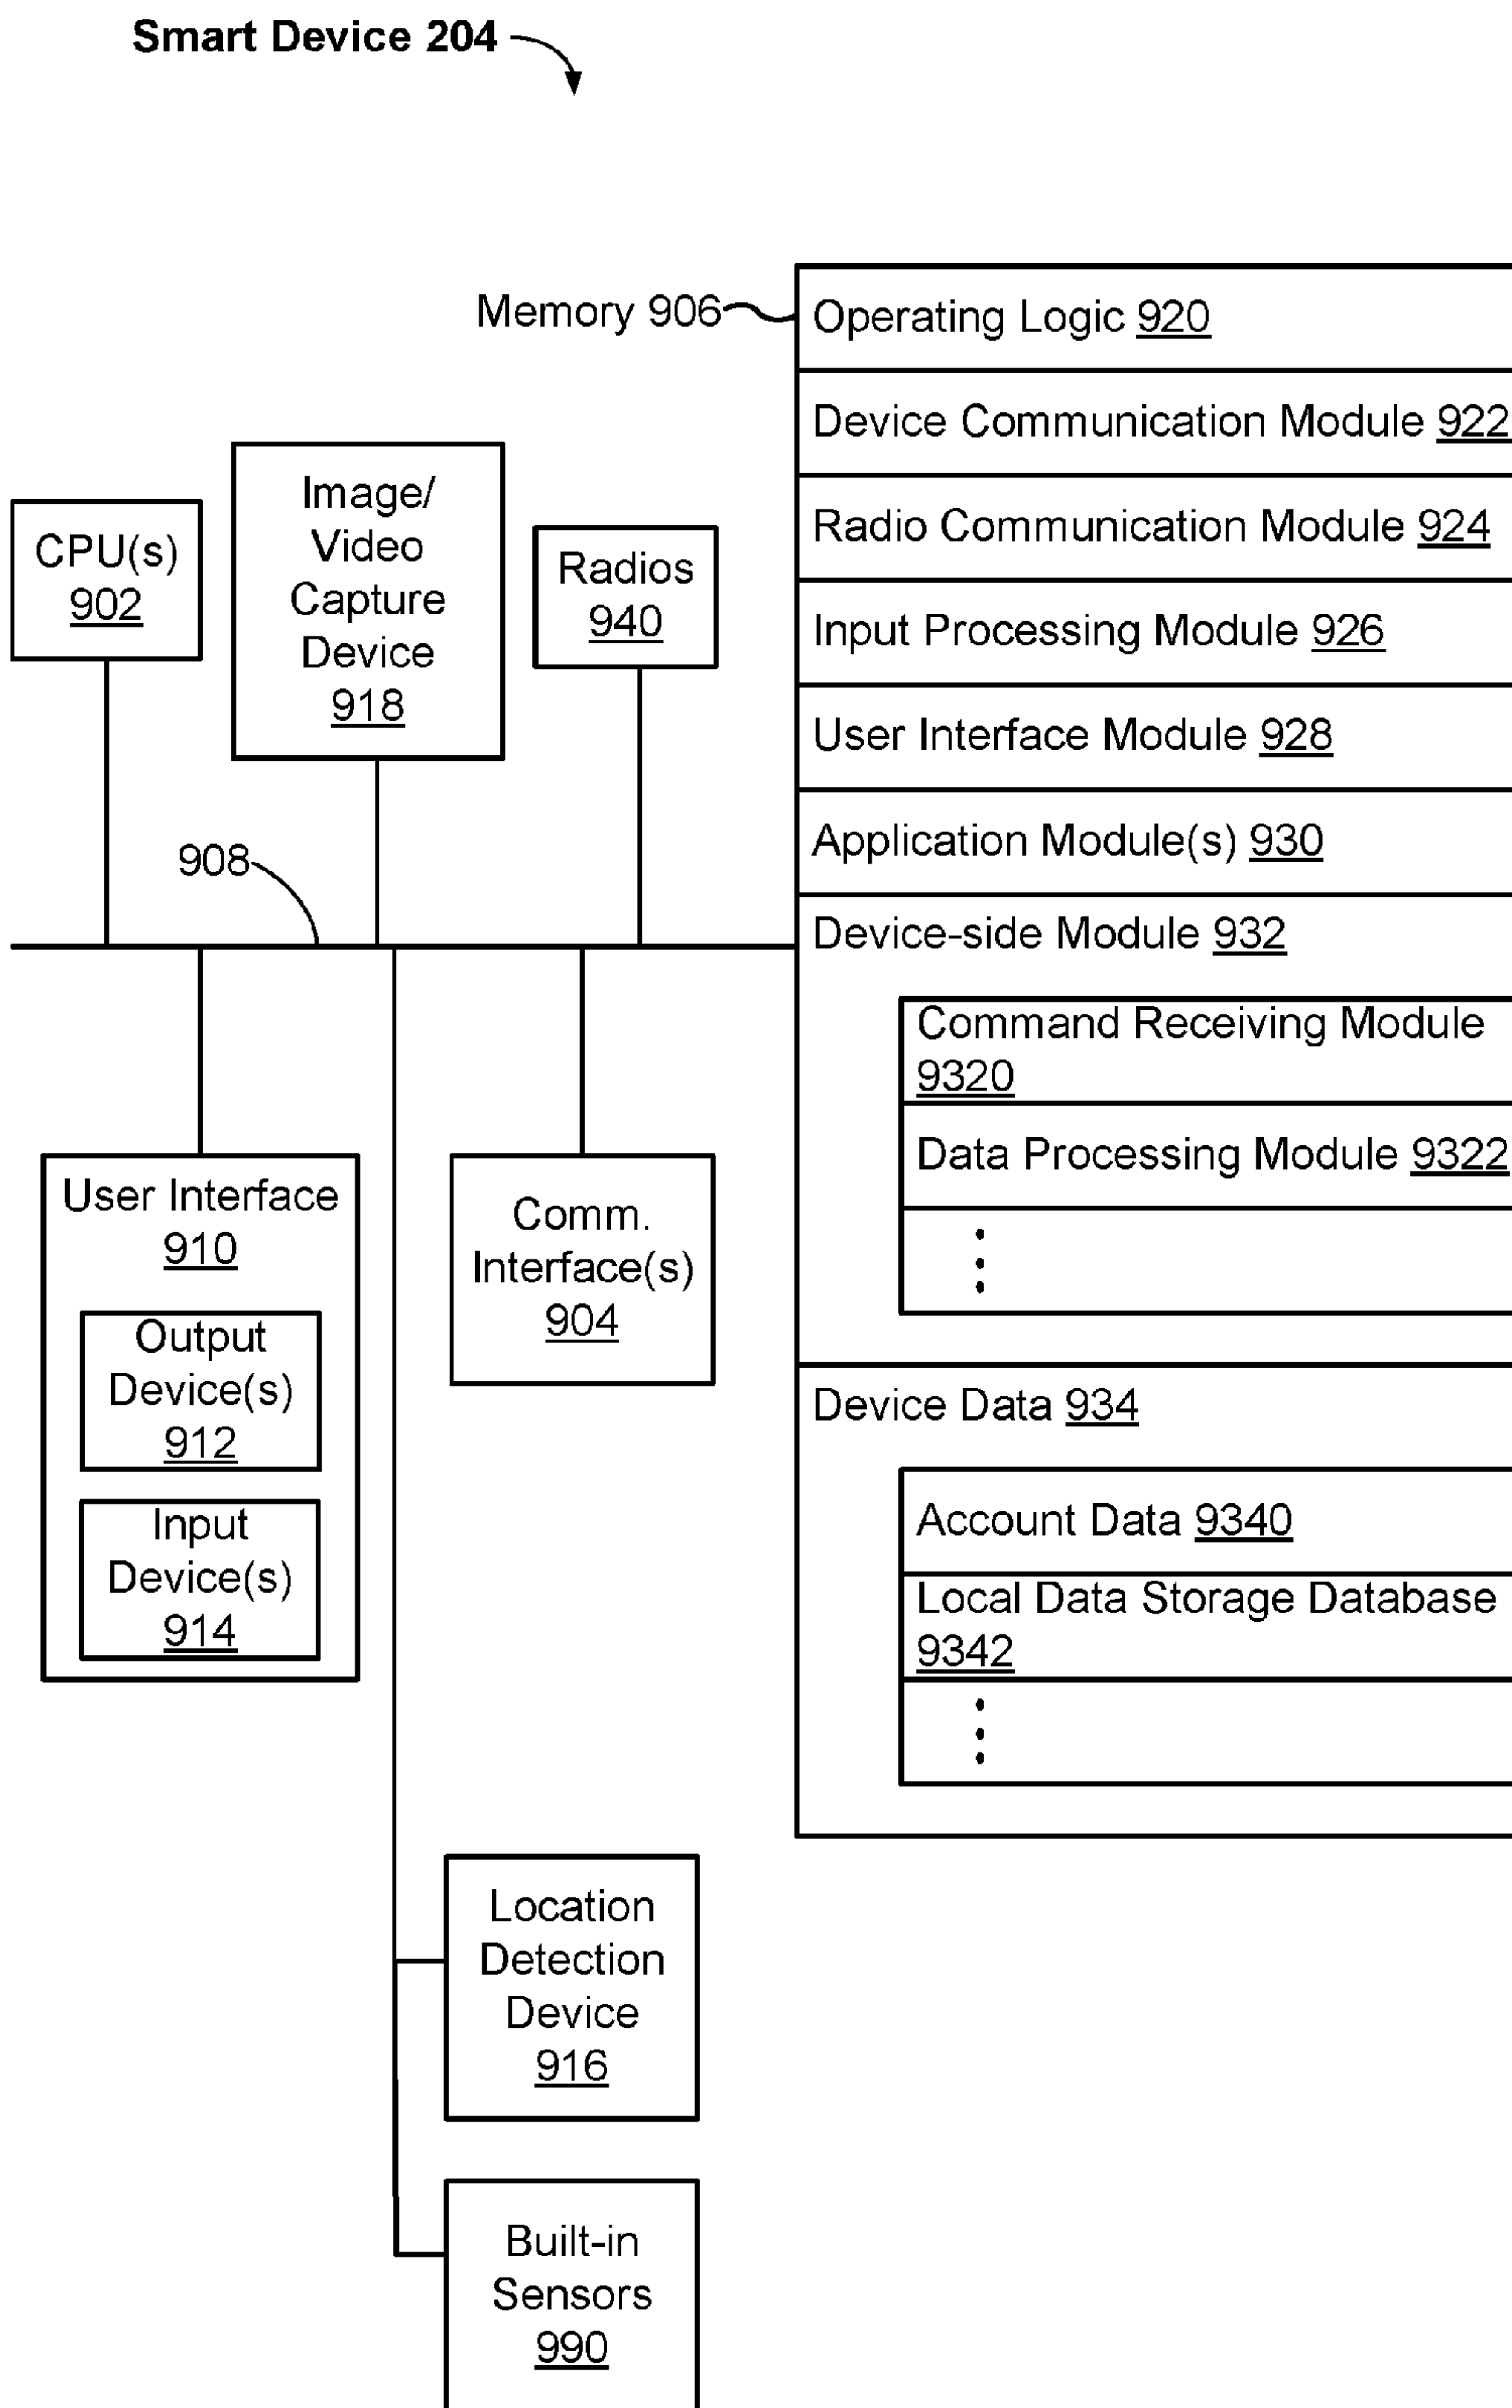 Smart Device 204
Memory 906
Operating Logic 920
Device Communication Module 922
Radio Communication Module 924
Input Processing Module 926
User Interface Module 928
Application Module(s) 930
Device-side Module 932
Command Receiving Module
9320
Data Processing Module 9322
Device Data 934
Account Data 9340
Local Data Storage Database
9342
CPU(s)
902
Image/
Video
Capture
Device
918
Radios
940
908
User Interface
910
Output
Device(s)
912
Input
Device(s)
914
Comm.
Interface(s)
904
Location
Detection
Device
916
Built-in
Sensors
990